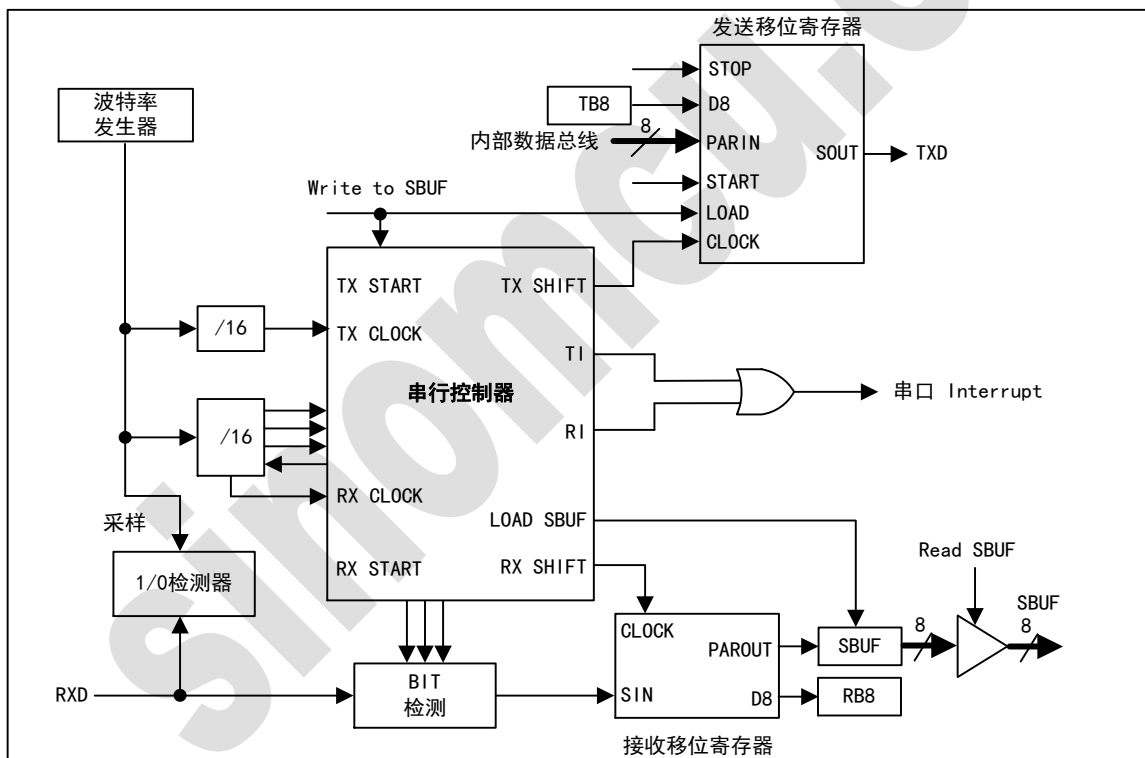 发送移位寄存器
STOP
TB8
D8
波特率
发生器
内部数据总线
8
PARIN
SOUT
TXD
START
Write to SBUF
LOAD
CLOCK
TX START
TX SHIFT
/16
TX CLOCK
TI
串行控制器
串口 Interrupt
/16
RI
RX CLOCK
采样
LOAD SBUF
Read SBUF
1/0检测器
RX START
RX SHIFT
SBUF
CLOCK
8
8
PAROUT
SBUF
RXD
BIT
检测
SIN
D8
RB8
接收移位寄存器
sinomcu.